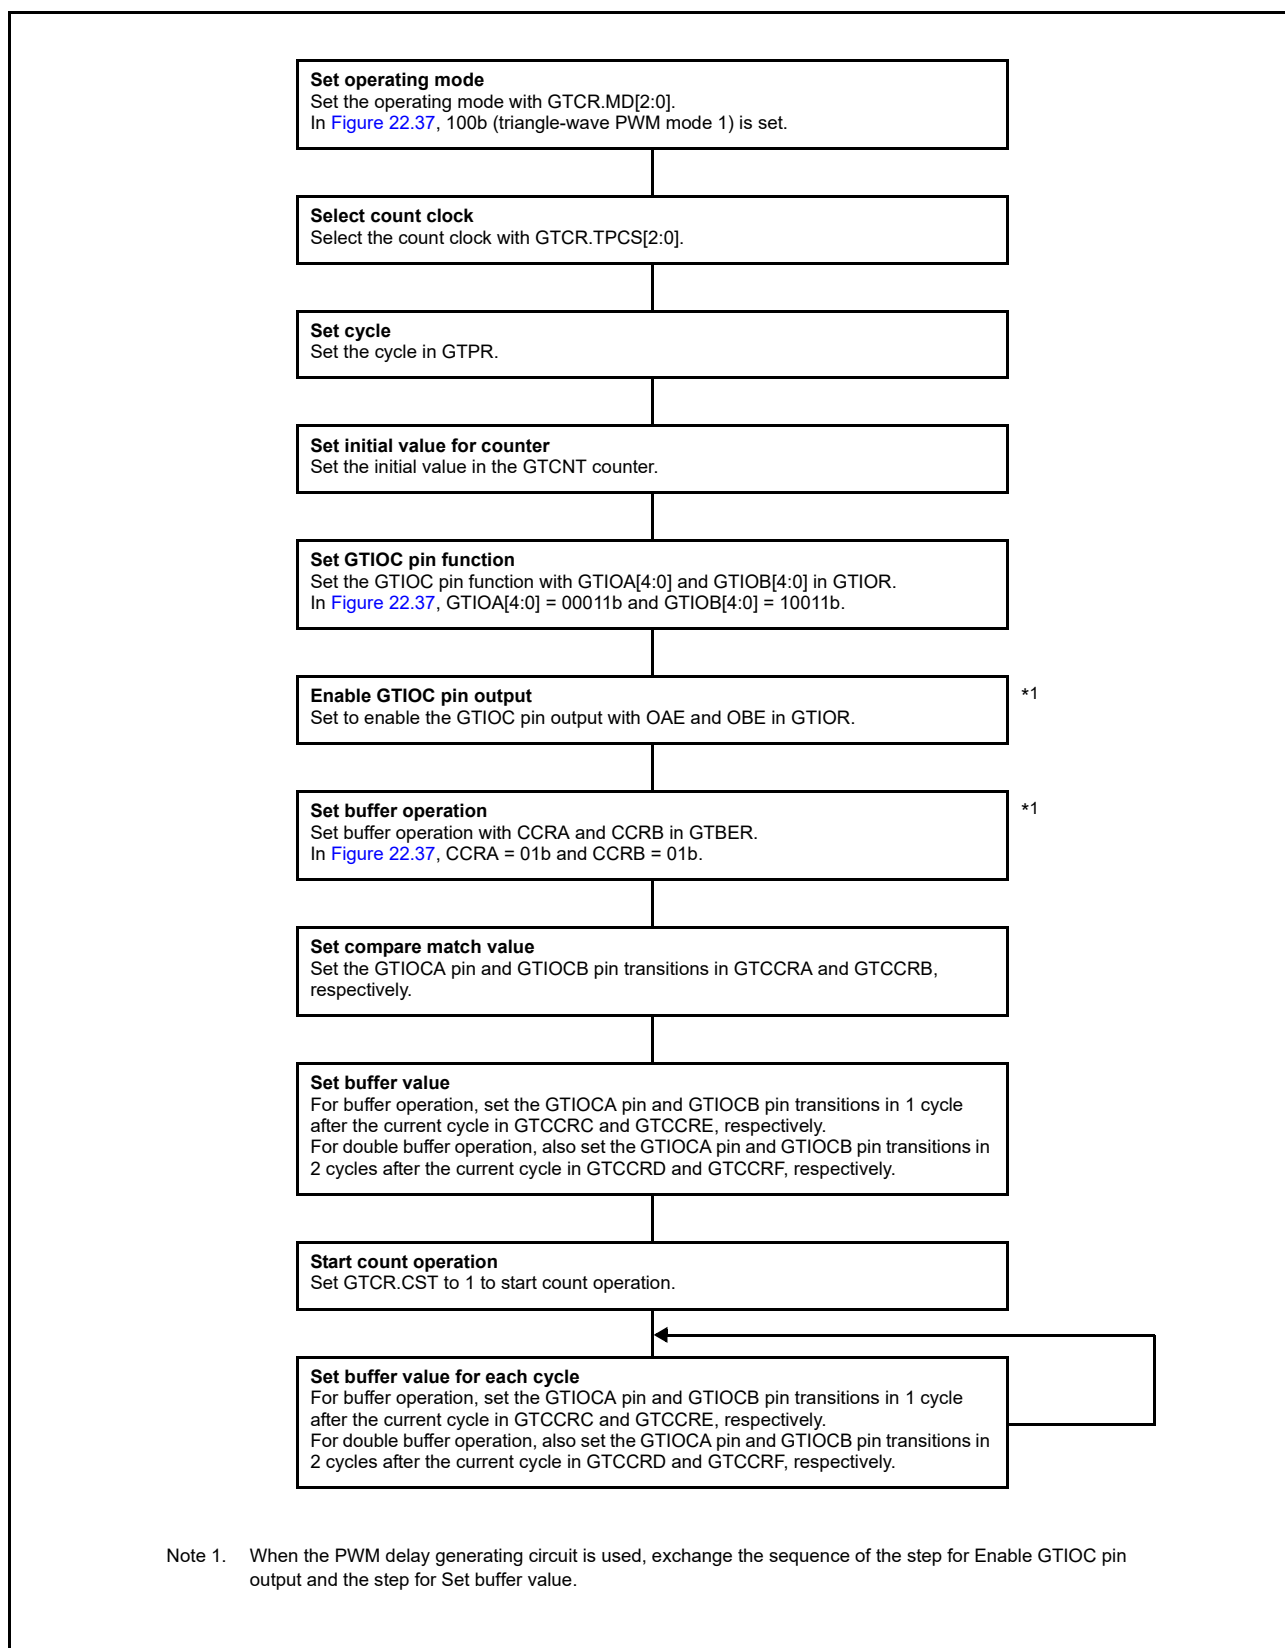 Set operating mode
Set the operating mode with GTCR.MD[2:0].
In Figure 22.37, 100b (triangle-wave PWM mode 1) is set.
Select count clock
Select the count clock with GTCR.TPCS[2:0].
Set cycle
Set the cycle in GTPR.
Set initial value for counter
Set the initial value in the GTCNT counter.
Set GTIOC pin function
Set the GTIOC pin function with GTIOA[4:0] and GTIOB[4:0] in GTIOR.
In Figure 22.37, GTIOA[4:0] = 00011b and GTIOB[4:0] = 10011b.
Enable GTIOC pin output
*1
Set to enable the GTIOC pin output with OAE and OBE in GTIOR.
Set buffer operation
*1
Set buffer operation with CCRA and CCRB in GTBER.
In Figure 22.37, CCRA = 01b and CCRB = 01b.
Set compare match value
Set the GTIOCA pin and GTIOCB pin transitions in GTCCRA and GTCCRB,
respectively.
Set buffer value
For buffer operation, set the GTIOCA pin and GTIOCB pin transitions in 1 cycle
after the current cycle in GTCCRC and GTCCRE, respectively.
For double buffer operation, also set the GTIOCA pin and GTIOCB pin transitions in
2 cycles after the current cycle in GTCCRD and GTCCRF, respectively.
Start count operation
Set GTCR.CST to 1 to start count operation.
Set buffer value for each cycle
For buffer operation, set the GTIOCA pin and GTIOCB pin transitions in 1 cycle
after the current cycle in GTCCRC and GTCCRE, respectively.
For double buffer operation, also set the GTIOCA pin and GTIOCB pin transitions in
2 cycles after the current cycle in GTCCRD and GTCCRF, respectively.
Note 1. When the PWM delay generating circuit is used, exchange the sequence of the step for Enable GTIOC pin
output and the step for Set buffer value.